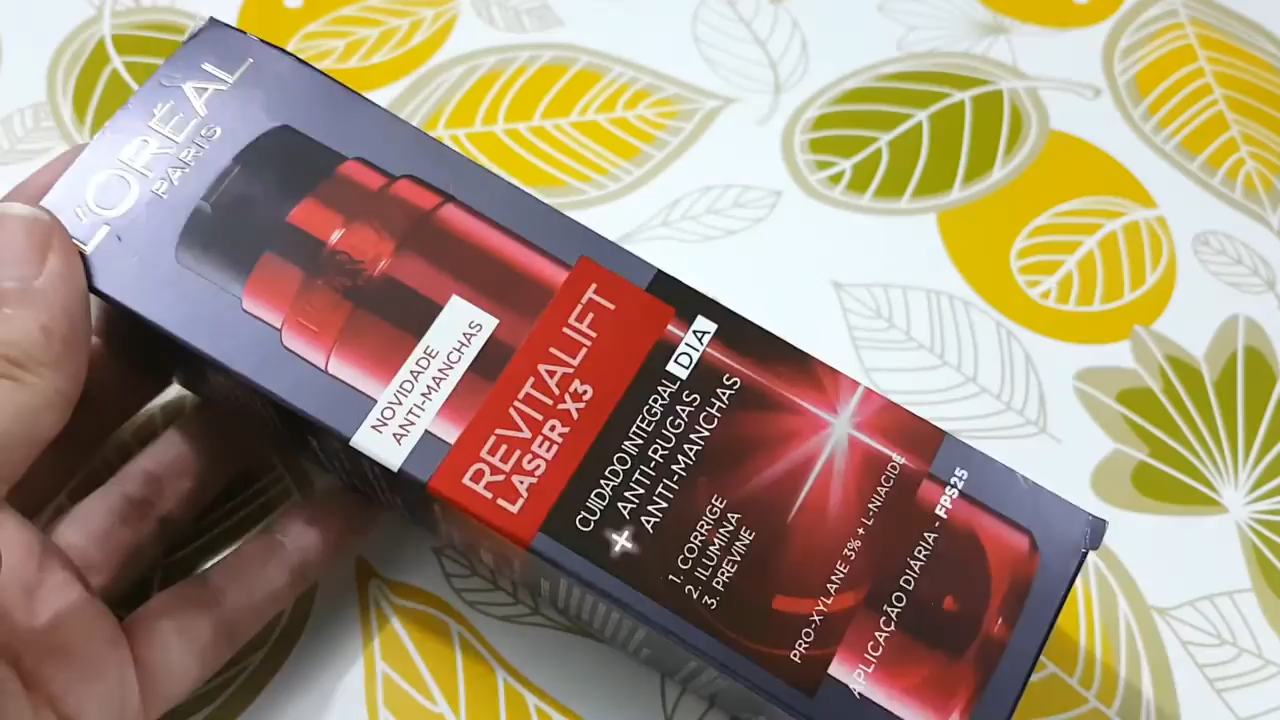 L'ORÉAL
PARIS
NOVIDADE
ANTI-MANCHAS
REVITALIFT
LASER X3
CUIDADO INTEGRAL DIA
ANTI-RUGAS
+ ANTI-MANCHAS
1. CORRIGE
2. ILUMINA
3. PREVINE
PRO-XYLANE 3% + L-NIACIDE
APLICAÇÃO DIÁRIA - FPS25